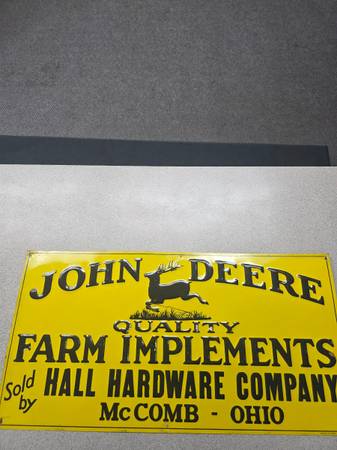 JOHN DEERE
QUALITY
FARM IMPLEMENTS
Sold by HALL HARDWARE COMPANY
McCOMB - OHIO